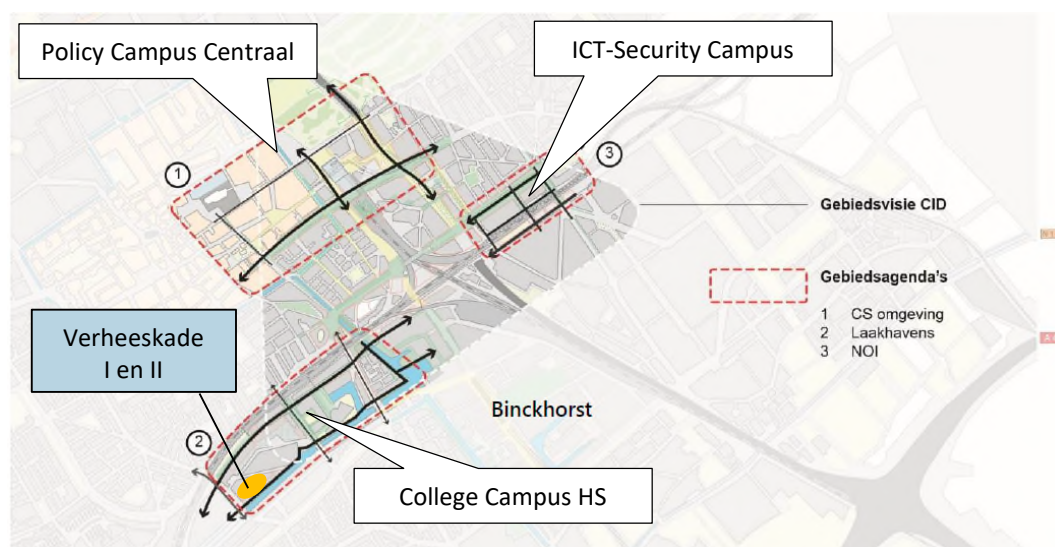 Policy Campus Centraal
ICT-Security Campus
1
3
Gebiedsvisie CID
Gebiedsagenda's
1 CS omgeving
2 Laakhavens
3 NOI
Verheeskade
I en II
Binckhorst
2
College Campus HS